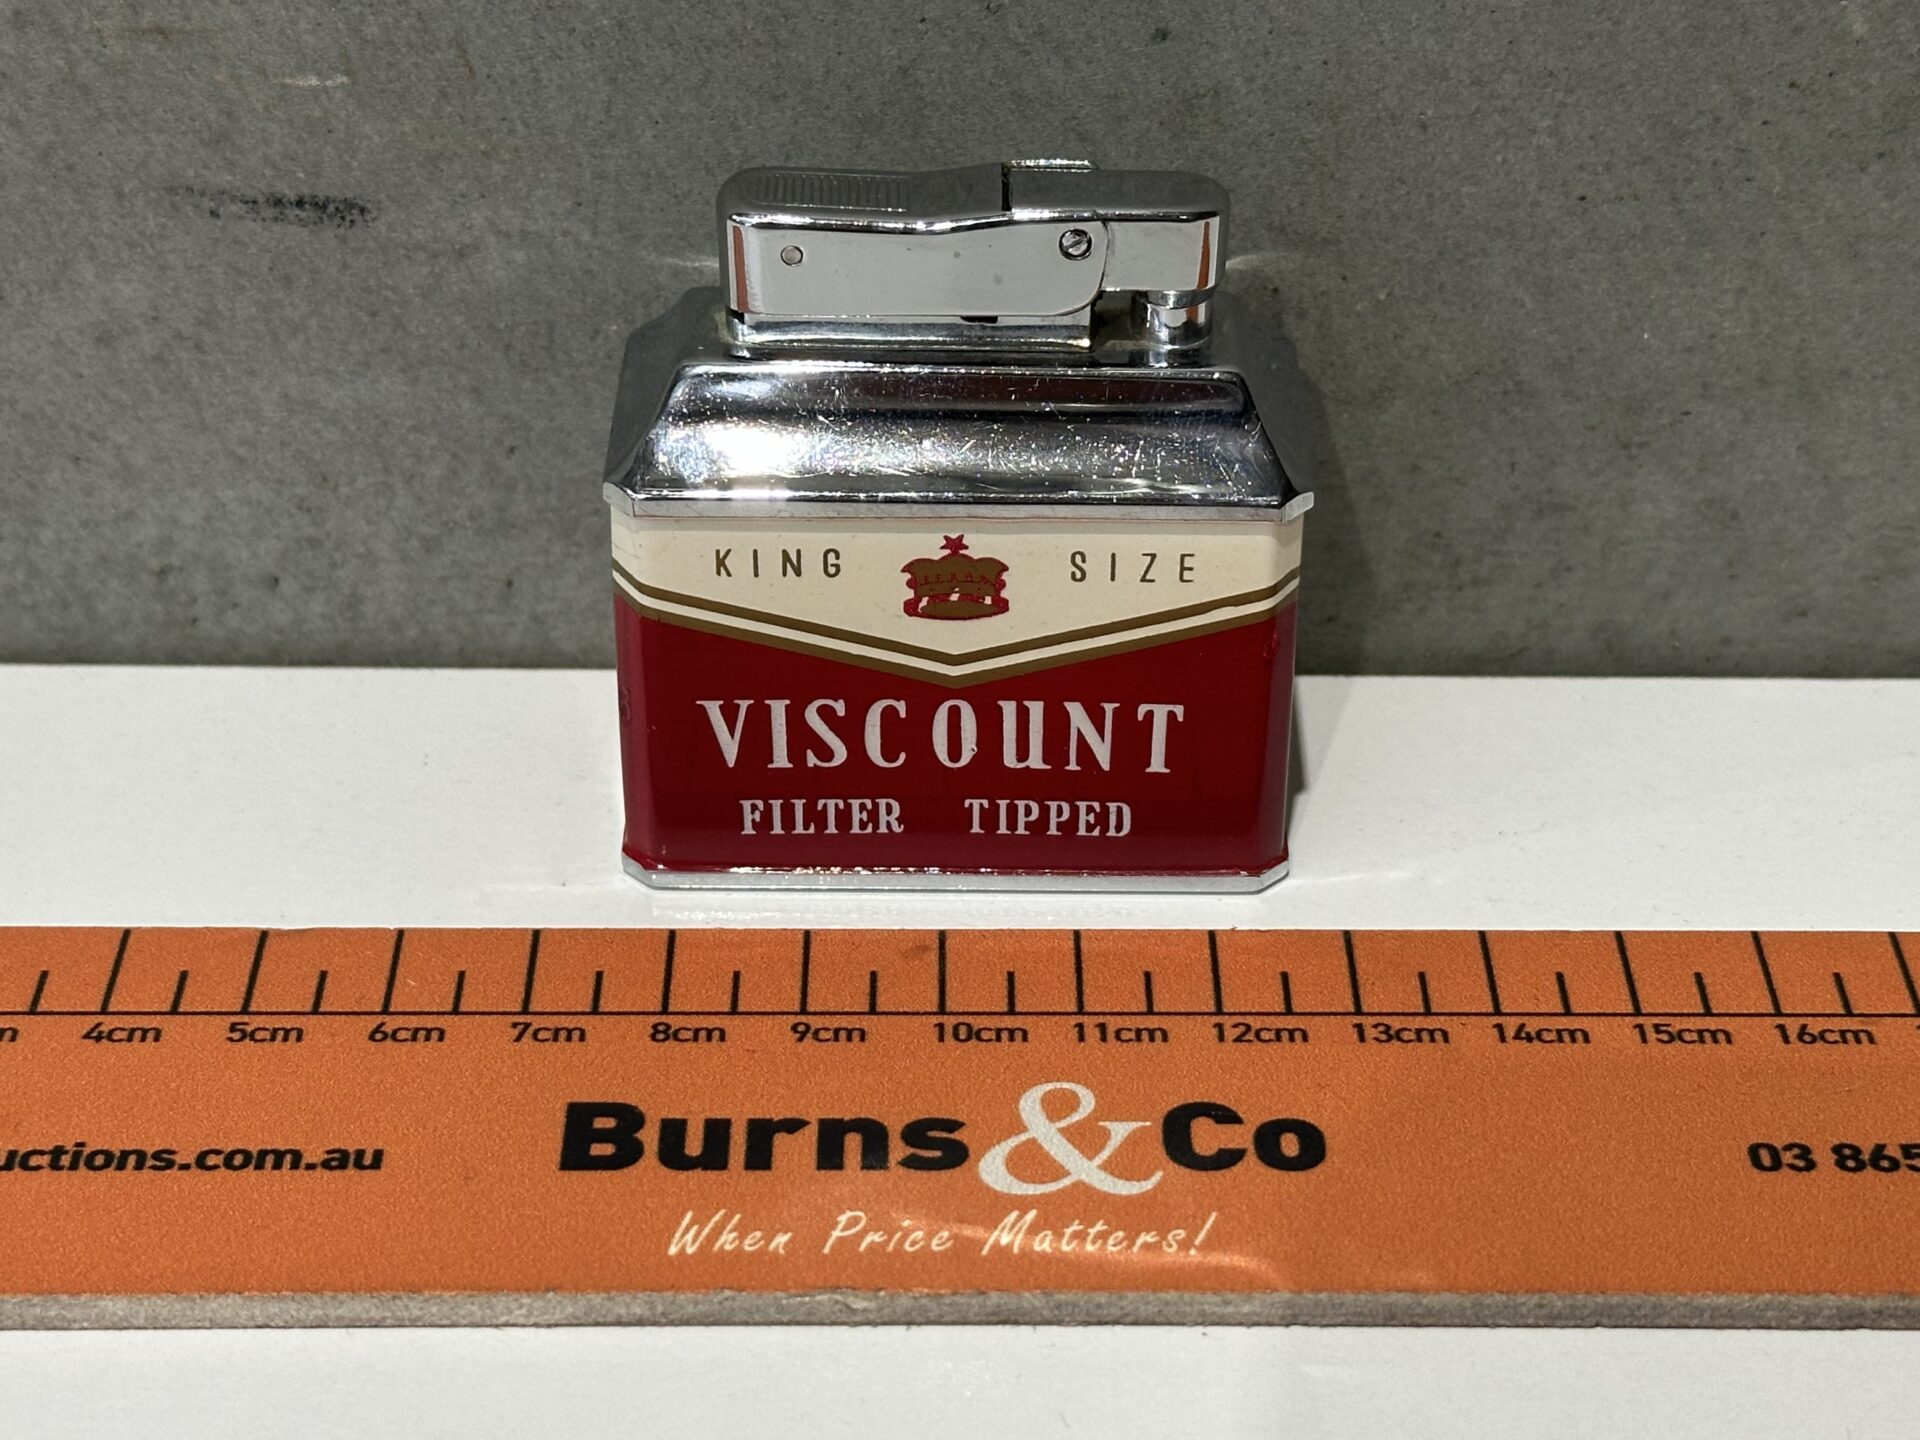 KING SIZE
VISCOUNT
FILTER TIPPED
4cm 5cm 6cm 7cm 8cm 9cm 10cm 11cm 12cm 13cm 14cm 15cm 16cm
Burns & Co
uctions.com.au
03 865
When Price Matters!